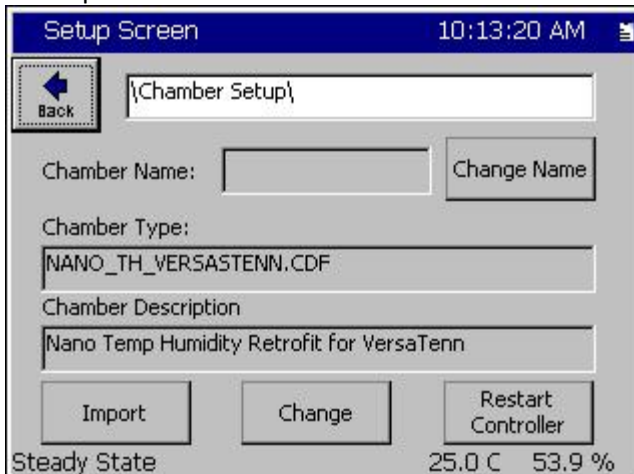 Setup Screen 10:13:20 AM
Back \Chamber Setup\
Chamber Name: Change Name
Chamber Type:
NANO_TH_VERSASTENN.CDF
Chamber Description
Nano Temp Humidity Retrofit for VersaTenn
Import Change Restart Controller
Steady State 25.0 C 53.9 %